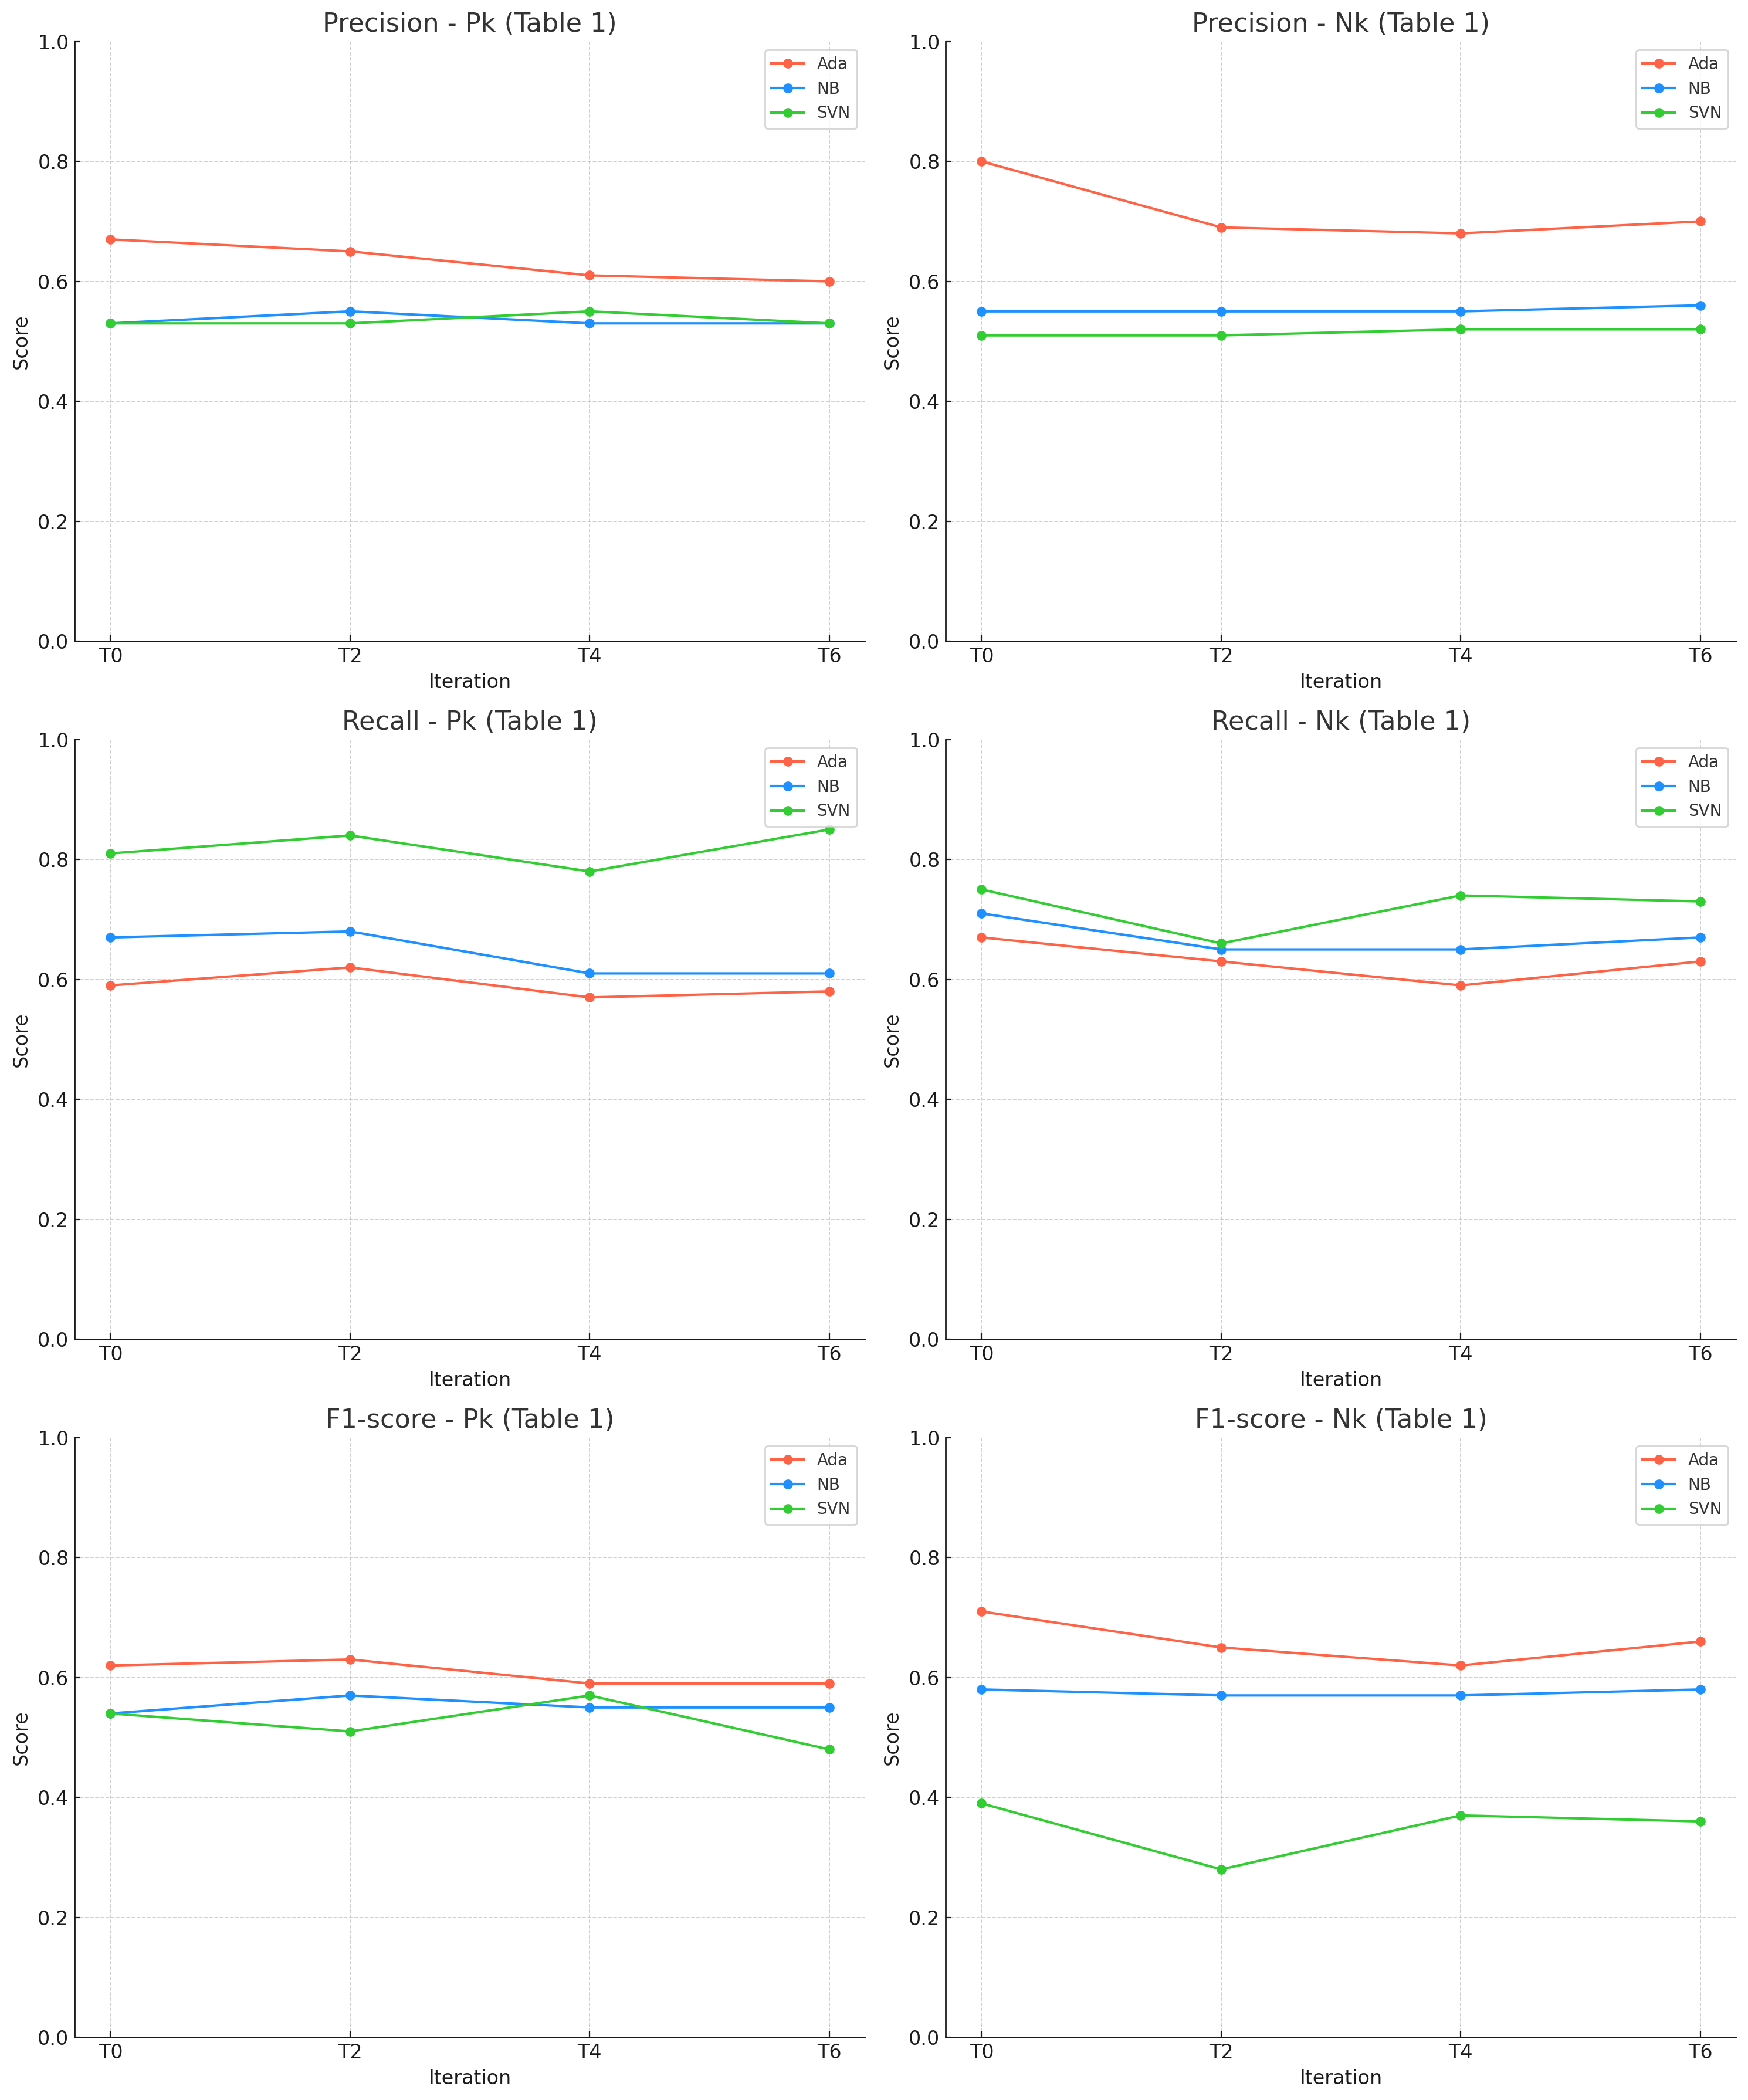 Precision - Pk (Table 1)
1.0
0.8
0.6
0.4
0.2
0.0
Score
T0 T2 T4 T6
Iteration
Ada
NB
SVN
Precision - Nk (Table 1)
1.0
0.8
0.6
0.4
0.2
0.0
Score
T0 T2 T4 T6
Iteration
Ada
NB
SVN
Recall - Pk (Table 1)
1.0
0.8
0.6
0.4
0.2
0.0
Score
T0 T2 T4 T6
Iteration
Ada
NB
SVN
Recall - Nk (Table 1)
1.0
0.8
0.6
0.4
0.2
0.0
Score
T0 T2 T4 T6
Iteration
Ada
NB
SVN
F1-score - Pk (Table 1)
1.0
0.8
0.6
0.4
0.2
0.0
Score
T0 T2 T4 T6
Iteration
Ada
NB
SVN
F1-score - Nk (Table 1)
1.0
0.8
0.6
0.4
0.2
0.0
Score
T0 T2 T4 T6
Iteration
Ada
NB
SVN